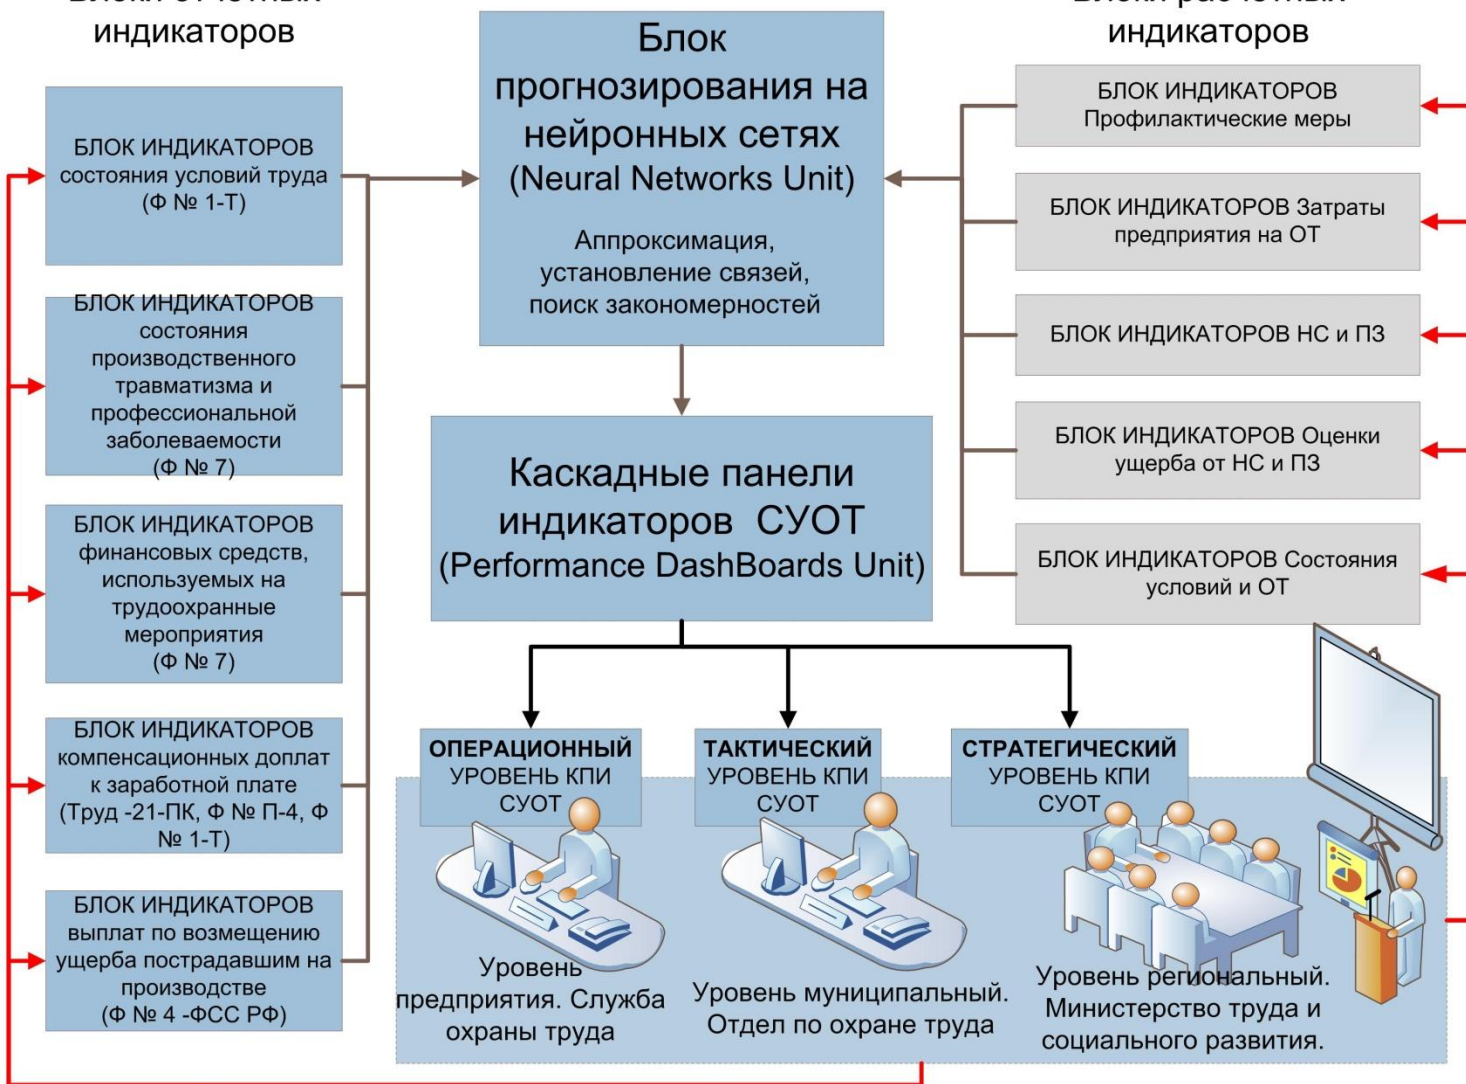 индикаторов
БЛОК ИНДИКАТОРОВ
состояния условий труда
(Ф № 1-Т)
БЛОК ИНДИКАТОРОВ
состояния
производственного
травматизма и
профессиональной
заболеваемости
(Ф № 7)
БЛОК ИНДИКАТОРОВ
финансовых средств,
используемых на
трудоохранные
мероприятия
(Ф № 7)
БЛОК ИНДИКАТОРОВ
компенсационных доплат
к заработной плате
(Труд -21-ПК, Ф № П-4, Ф
№ 1-Т)
БЛОК ИНДИКАТОРОВ
выплат по возмещению
ущерба пострадавшим на
производстве
(Ф № 4 -ФСС РФ)
Блок
прогнозирования на
нейронных сетях
(Neural Networks Unit)
Аппроксимация,
установление связей,
поиск закономерностей
Каскадные панели
индикаторов СУОТ
(Performance DashBoards Unit)
ОПЕРАЦИОННЫЙ
УРОВЕНЬ КПИ
СУОТ
ТАКТИЧЕСКИЙ
УРОВЕНЬ КПИ
СУОТ
СТРАТЕГИЧЕСКИЙ
УРОВЕНЬ КПИ
СУОТ
Уровень
предприятия. Служба
охраны труда
Уровень муниципальный.
Отдел по охране труда
Уровень региональный.
Министерство труда и
социального развития.
индикаторов
БЛОК ИНДИКАТОРОВ
Профилактические меры
БЛОК ИНДИКАТОРОВ Затраты
предприятия на ОТ
БЛОК ИНДИКАТОРОВ НС и ПЗ
БЛОК ИНДИКАТОРОВ Оценки
ущерба от НС и ПЗ
БЛОК ИНДИКАТОРОВ Состояния
условий и ОТ